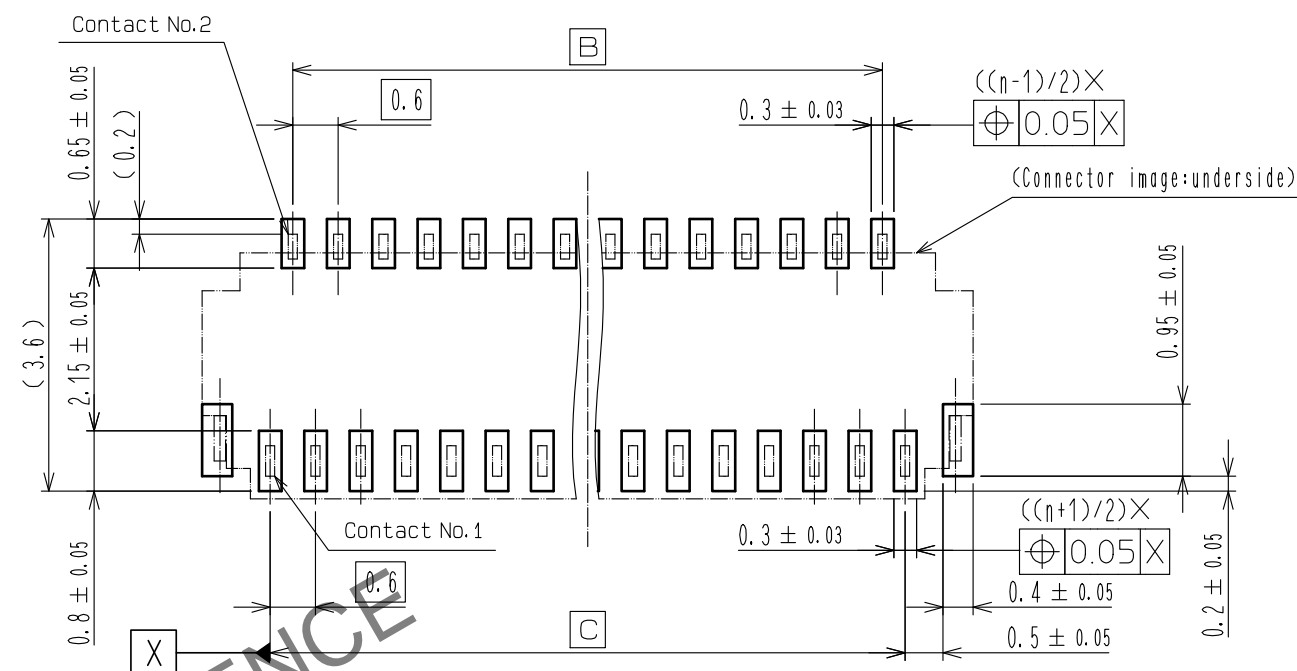 Contact No.2
B
0.6
0.3 ± 0.03
((n-1)/2)X
⌖ 0.05 X
(Connector image:underside)
0.65 ± 0.05
(0.2)
(3.6)
2.15 ± 0.05
0.8 ± 0.05
0.95 ± 0.05
0.2 ± 0.05
Contact No.1
0.3 ± 0.03
((n+1)/2)X
⌖ 0.05 X
0.6
0.4 ± 0.05
X
C
0.5 ± 0.05
ENCE